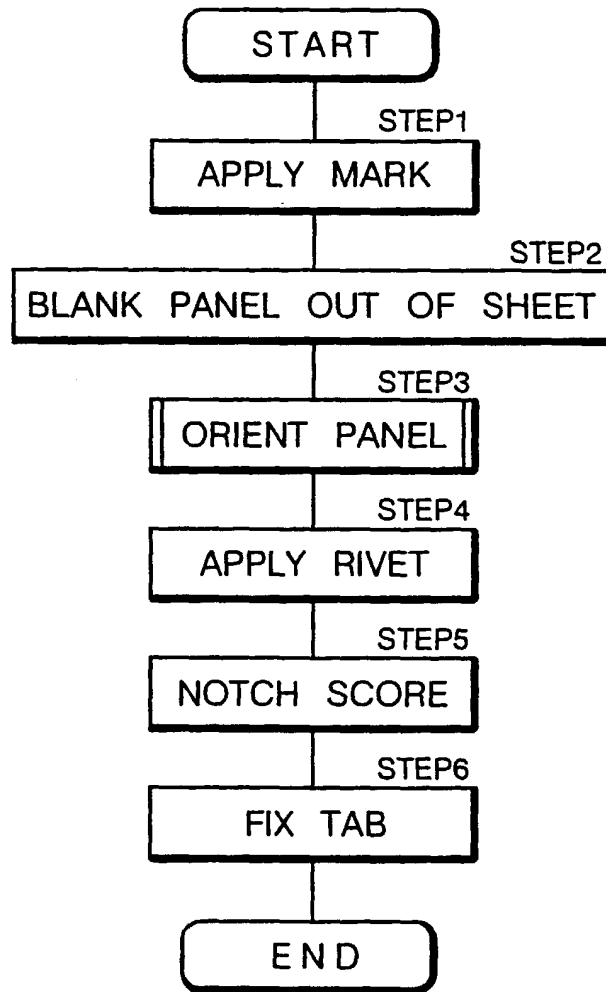 START
STEP1
APPLY MARK
STEP2
BLANK PANEL OUT OF SHEET
STEP3
ORIENT PANEL
STEP4
APPLY RIVET
STEP5
NOTCH SCORE
STEP6
FIX TAB
END